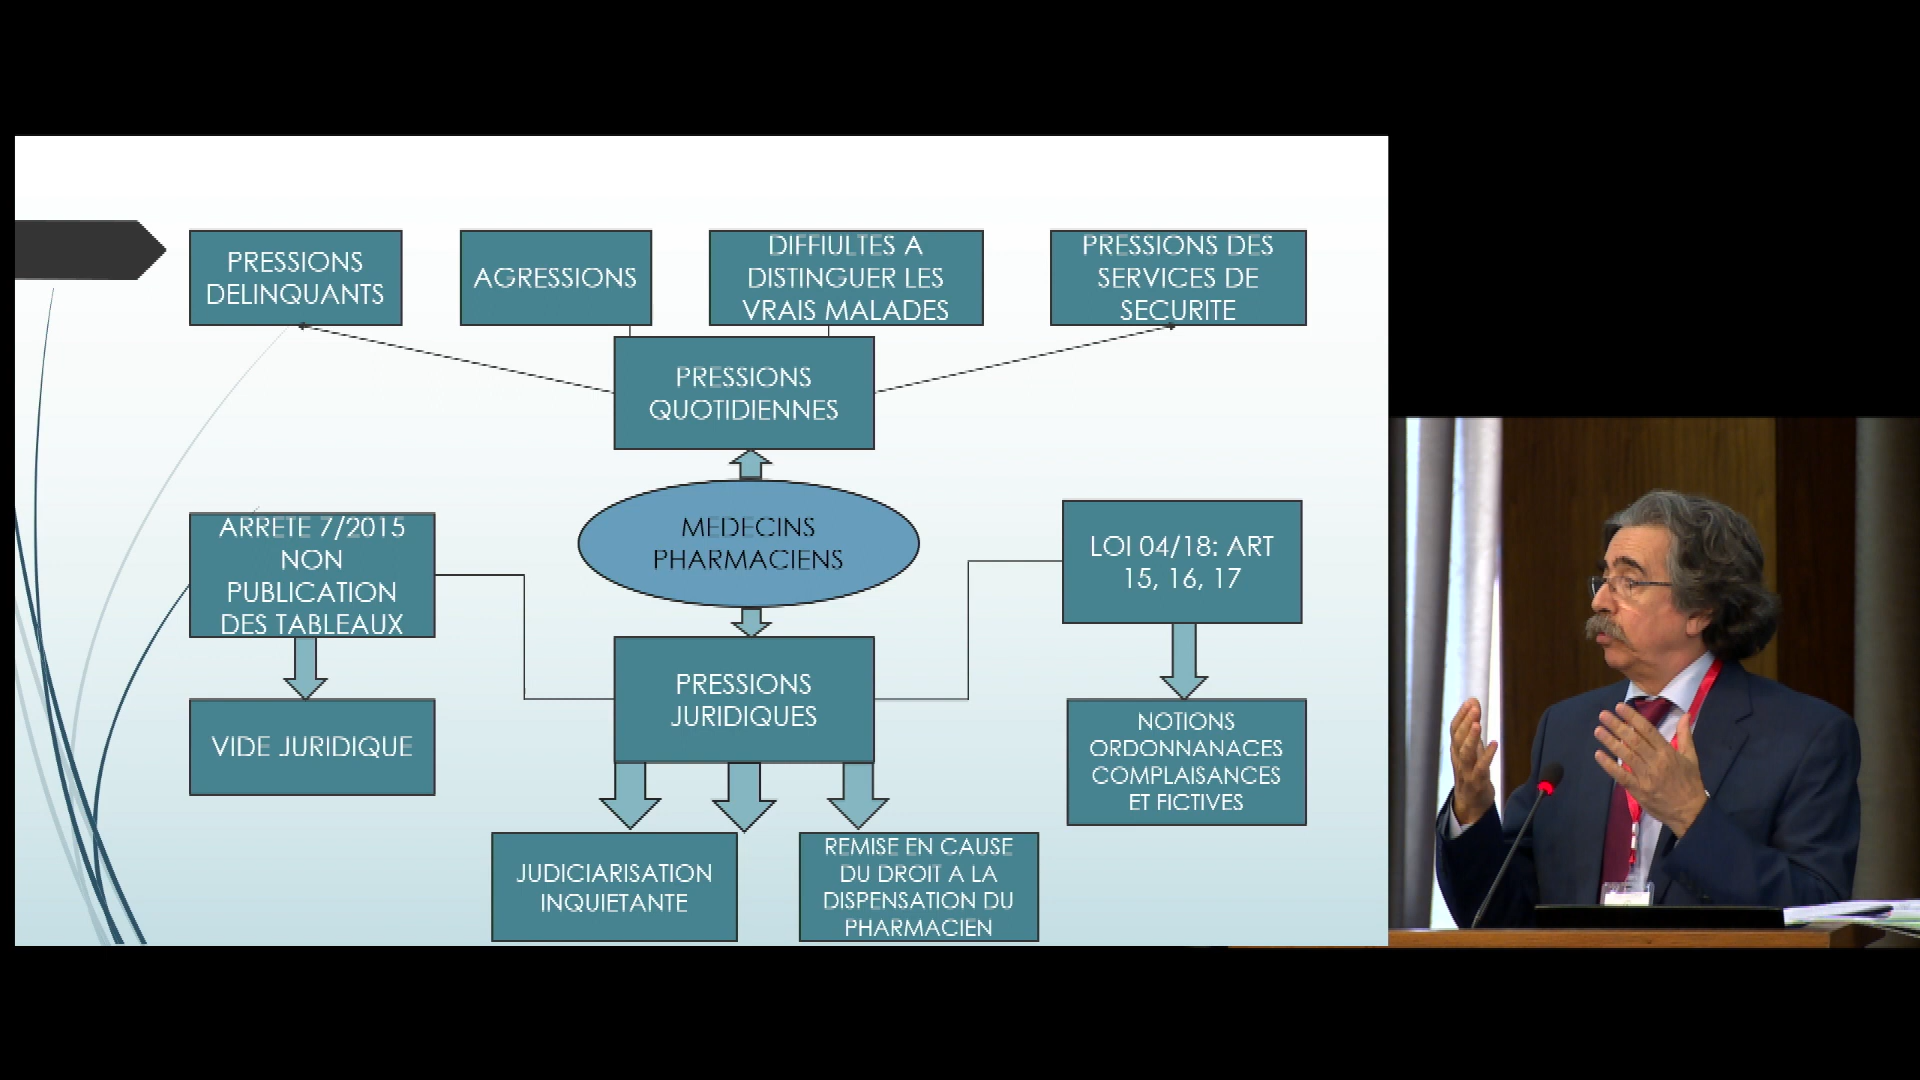 PRESSIONS
DELINQUANTS
AGRESSIONS
DIFFIULTES A
DISTINGUER LES
VRAIS MALADES
PRESSIONS DES
SERVICES DE
SECURITE
PRESSIONS
QUOTIDIENNES
MEDECINS
PHARMACIENS
ARRETE 7/2015
NON
PUBLICATION
DES TABLEAUX
LOI 04/18: ART
15, 16, 17
VIDE JURIDIQUE
PRESSIONS
JURIDIQUES
NOTIONS
ORDONNANACES
COMPLAISANCES
ET FICTIVES
JUDICIARISATION
INQUIETANTE
REMISE EN CAUSE
DU DROIT A LA
DISPENSATION DU
PHARMACIEN